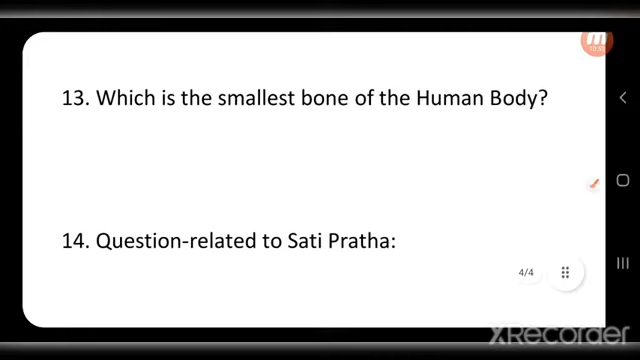 13. Which is the smallest bone of the Human Body?
14. Question-related to Sati Pratha:
4/4
XRecorder